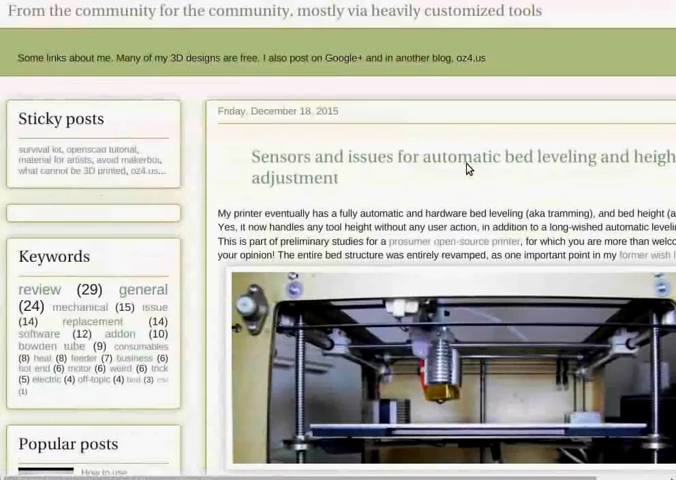 From the community for the community, mostly via heavily customized tools
Some links about me. Many of my 3D designs are free. I also post on Google+ and in another blog, oz4.us
Sticky posts
survival kit, openscad tutorial,
material for artists, avoid makerbot,
what cannot be 3D printed, oz4.us...
Keywords
review (29) general
(24) mechanical (15) issue
(14) replacement (14)
software (12) addon (10)
bowden tube (9) consumables
(8) heat (8) feeder (7) business (6)
hot end (6) motor (6) weird (6) trick
(5) electric (4) off-topic (4) bed (3)
(1)
Popular posts
How to use
Friday, December 18, 2015
Sensors and issues for automatic bed leveling and heigh
adjustment
My printer eventually has a fully automatic and hardware bed leveling (aka tramming), and bed height (a
Yes, it now handles any tool height without any user action, in addition to a long-wished automatic leveli
This is part of preliminary studies for a prosumer open-source printer, for which you are more than welco
your opinion! The entire bed structure was entirely revamped, as one important point in my former wish l